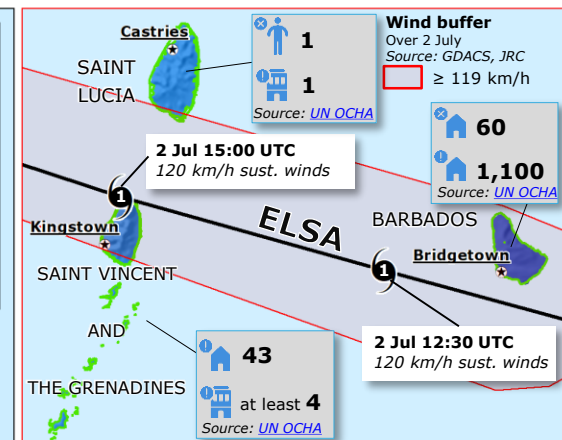 Castries
SAINT
LUCIA
1
1
Source: UN OCHA
Wind buffer
Over 2 July
Source: GDACS, JRC
≥ 119 km/h
60
1,100
Source: UN OCHA
2 Jul 15:00 UTC
120 km/h sust. winds
1
Kingstown
ELSA
BARBADOS
Bridgetown
1
SAINT VINCENT
AND
THE GRENADINES
2 Jul 12:30 UTC
120 km/h sust. winds
43
at least 4
Source: UN OCHA